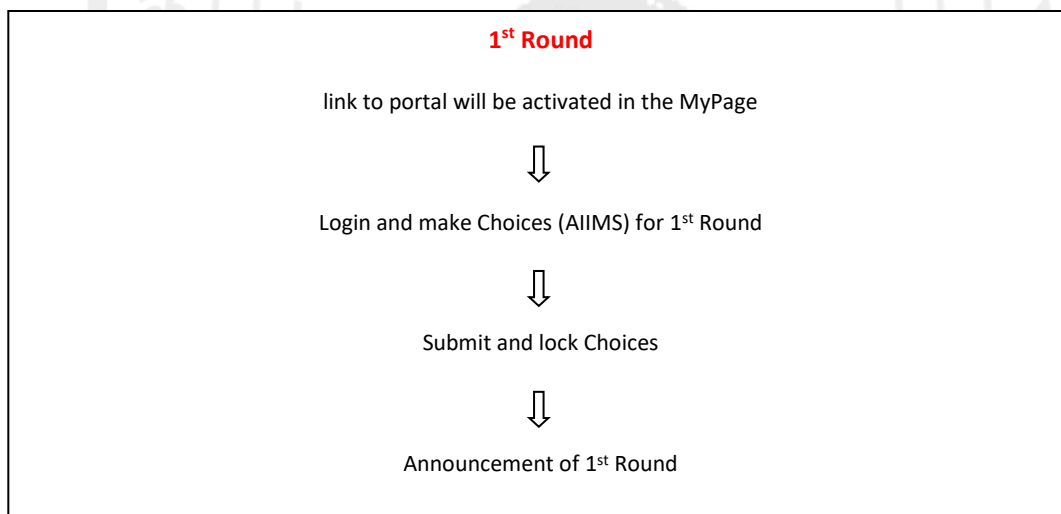 1st Round
link to portal will be activated in the MyPage
Login and make Choices (AIIMS) for 1st Round
Submit and lock Choices
Announcement of 1st Round